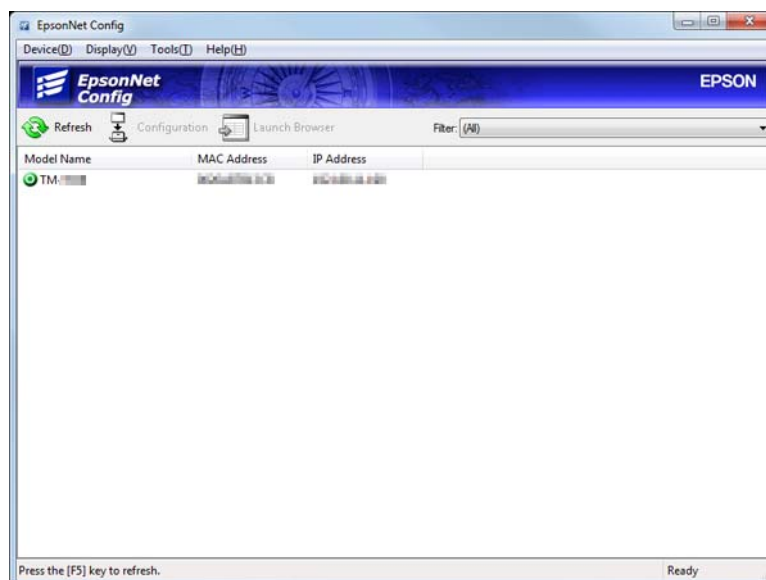 EpsonNet Config
Device(D) Display(V) Tools(T) Help(H)
EpsonNet
Config
EPSON
Refresh Configuration Launch Browser Filter: (All)
Model Name MAC Address IP Address
TM-
Press the [F5] key to refresh. Ready